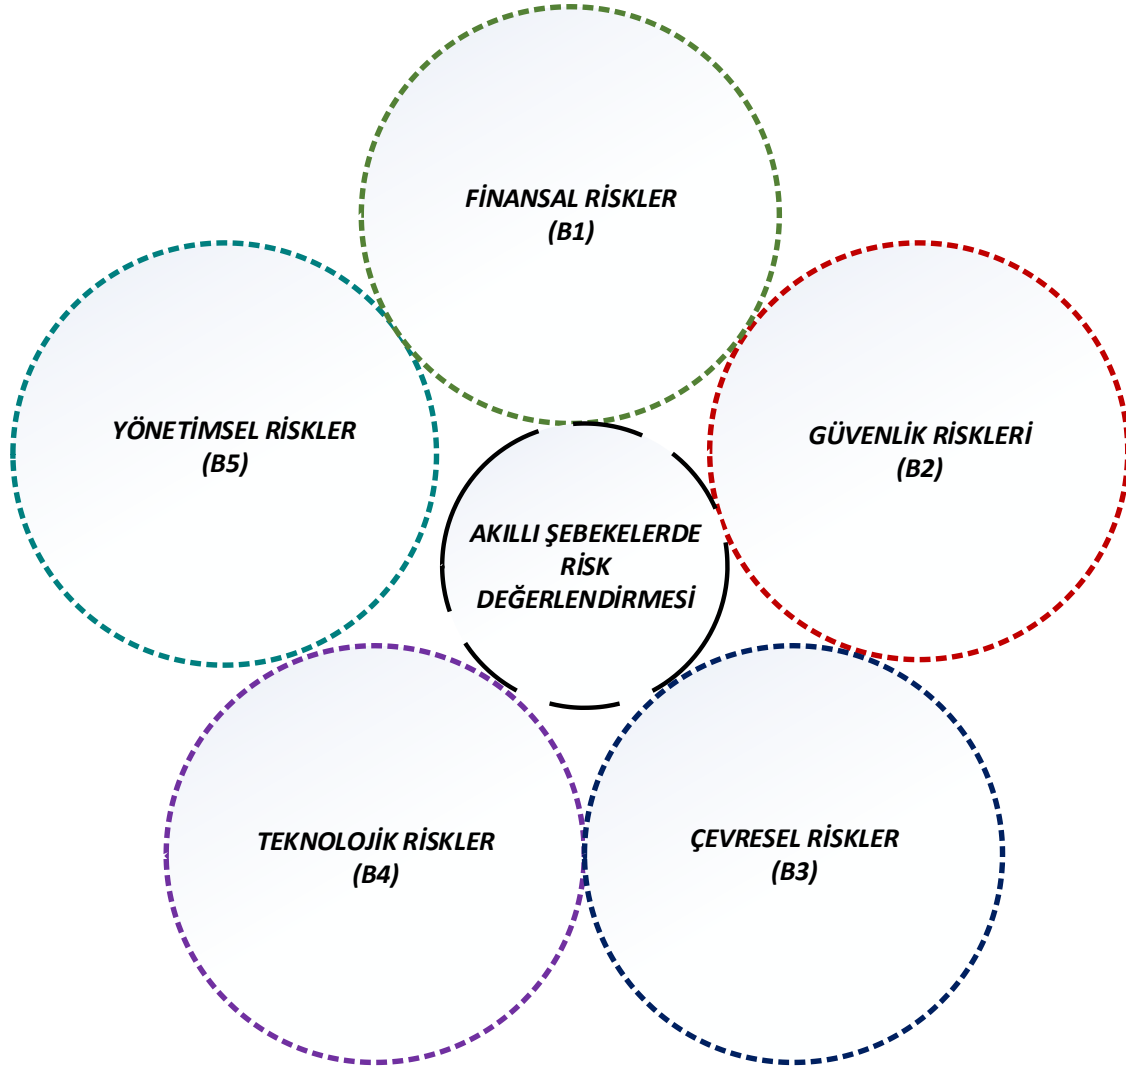 FİNANSAL RİSKLER
(B1)
YÖNETİMSEL RİSKLER
(B5)
GÜVENLİK RİSKLERİ
(B2)
AKILLI ŞEBEKELERDE
RİSK
DEĞERLENDİRMESİ
TEKNOLOJİK RİSKLER
(B4)
ÇEVRESEL RİSKLER
(B3)